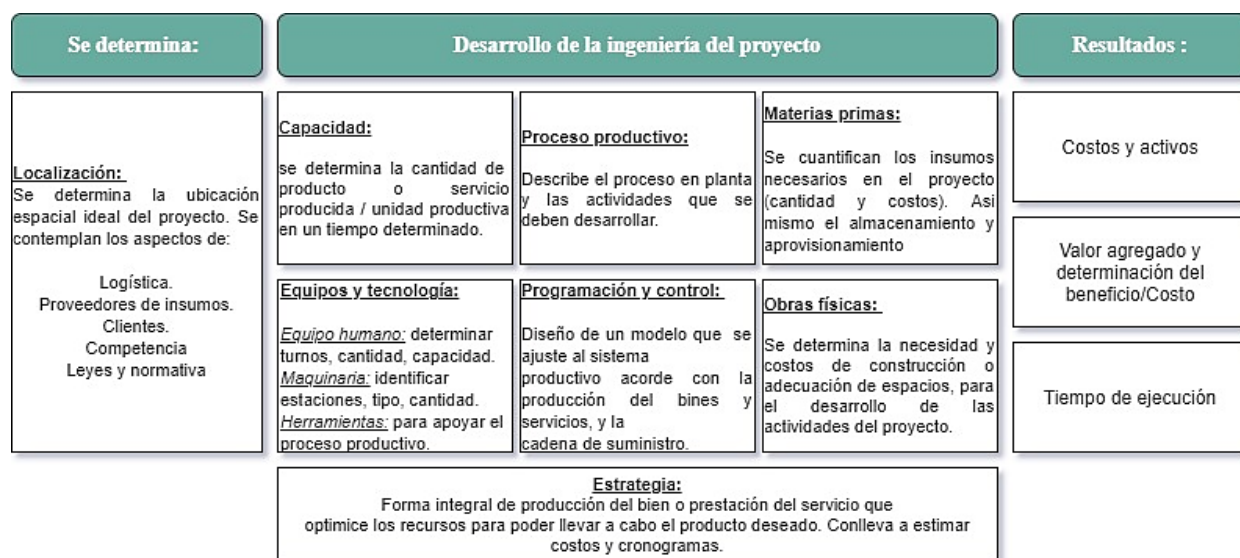 Se determina:
Desarrollo de la ingeniería del proyecto
Resultados :
Localización:
Se determina la ubicación
espacial ideal del proyecto. Se
contemplan los aspectos de:
Logística.
Proveedores de insumos.
Clientes.
Competencia
Leyes y normativa
Capacidad:
se determina la cantidad de
producto o servicio
producida / unidad productiva
en un tiempo determinado.
Proceso productivo:
Describe el proceso en planta
y las actividades que se
deben desarrollar.
Materias primas:
Se cuantifican los insumos
necesarios en el proyecto
(cantidad y costos). Asi
mismo el almacenamiento y
aprovisionamiento
Equipos y tecnología:
Equipo humano: determinar
turnos, cantidad, capacidad.
Maquinaria: identificar
estaciones, tipo, cantidad.
Herramientas: para apoyar el
proceso productivo.
Programación y control:
Diseño de un modelo que se
ajuste al sistema
productivo acorde con la
producción del bines y
servicios, y la
cadena de suministro.
Obras físicas:
Se determina la necesidad y
costos de construcción o
adecuación de espacios, para
el desarrollo de las
actividades del proyecto.
Estrategia:
Forma integral de producción del bien o prestación del servicio que
optimice los recursos para poder llevar a cabo el producto deseado. Conlleva a estimar
costos y cronogramas.
Costos y activos
Valor agregado y
determinación del
beneficio/Costo
Tiempo de ejecución